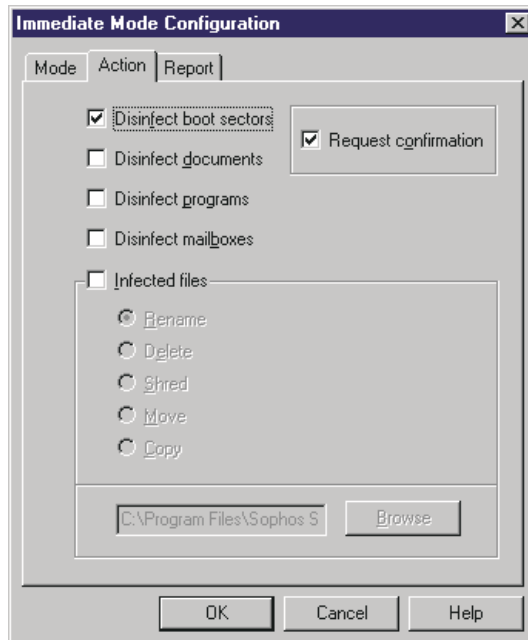 Immediate Mode Configuration
Mode Action Report
Disinfect boot sectors
Request confirmation
Disinfect documents
Disinfect programs
Disinfect mailboxes
Infected files
Rename
Delete
Shred
Move
Copy
C:\Program Files\Sophos S
Browse
OK Cancel Help